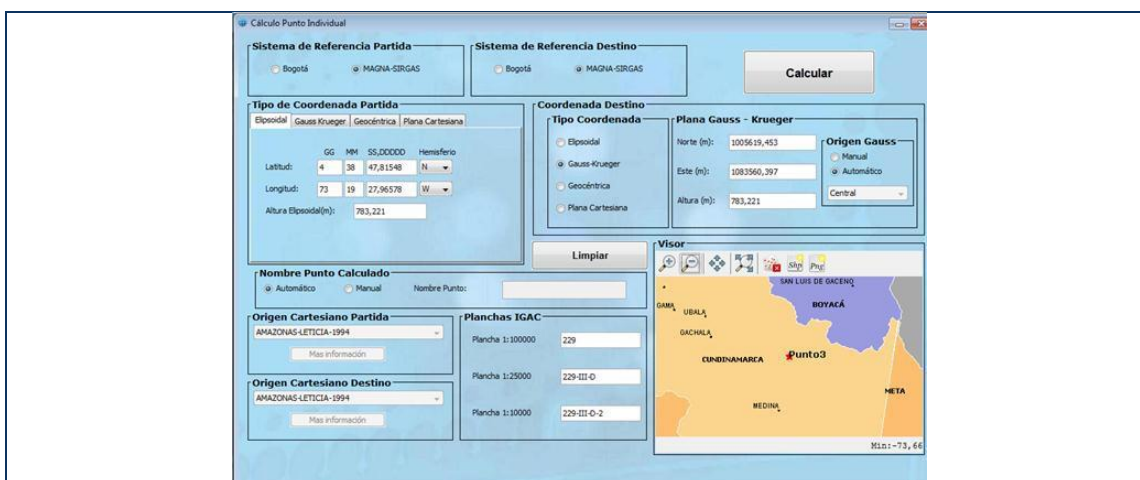 Cálculo Punto Individual
Sistema de Referencia Partida
Bogotá MAGNA-SIRGAS
Sistema de Referencia Destino
Bogotá MAGNA-SIRGAS
Calcular
Tipo de Coordenada Partida
Elipsoidal Gauss Krueger Geocéntrica Plana Cartesiana
GG MM SS,DDDDD Hemisferio
Latitud: 4 38 47,81548 N
Longitud: 73 19 27,96578 W
Altura Elipsoidal(m): 783,221
Coordenada Destino
Tipo Coordenada
Elipsoidal
Gauss-Krueger
Geocéntrica
Plana Cartesiana
Plana Gauss - Krueger
Norte (m): 1005619,453
Este (m): 1083560,397
Altura (m): 783,221
Origen Gauss
Manual
Automático
Central
Limpiar
Nombre Punto Calculado
Automático Manual Nombre Punto:
Origen Cartesiano Partida
AMAZONAS-LETICIA-1994
Mas información
Origen Cartesiano Destino
AMAZONAS-LETICIA-1994
Mas información
Planchas IGAC
Plancha 1:100000 229
Plancha 1:25000 229-III-D
Plancha 1:10000 229-III-D-2
Visor
Shp Png
SAN LUIS DE GACENO
BOYACÁ
GAMA
UBALA
GACHALA
CUNDINAMARCA
Punto3
META
MEDINA
Min:-73,66